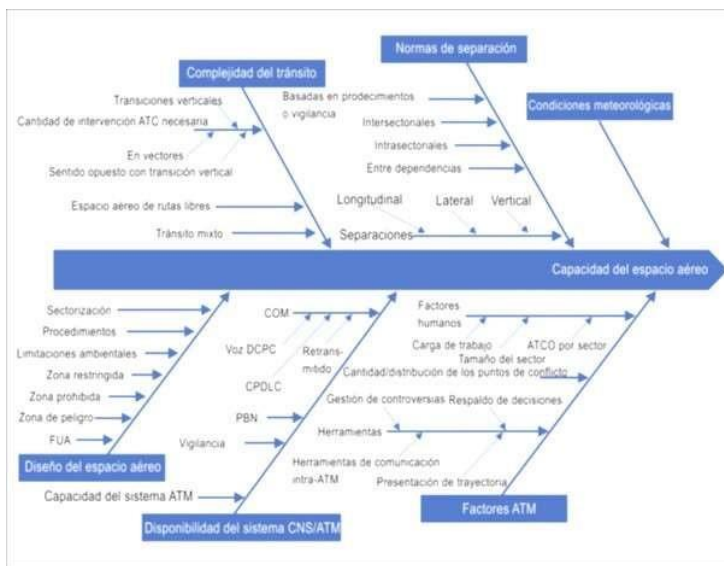 Normas de separación
Complejidad del tránsito
Condiciones meteorológicas
Transiciones verticales
Cantidad de intervención ATC necesaria
En vectores
Sentido opuesto con transición vertical
Espacio aéreo de rutas libres
Tránsito mixto
Basadas en prodecimientos
o vigilancia
Intersectoriales
Intrasectoriales
Entre dependencias
Longitudinal
Lateral
Vertical
Separaciones
Capacidad del espacio aéreo
Sectorización
Procedimientos
Limitaciones ambientales
Zona restringida
Zona prohibida
Zona de peligro
FUA
Diseño del espacio aéreo
COM
Voz DCPC
Retrans-
mitido
CPDLC
PBN
Vigilancia
Capacidad del sistema ATM
Disponibilidad del sistema CNS/ATM
Factores
humanos
Carga de trabajo
Tamaño del sector
ATCO por sector
Cantidad/distribución de los puntos de conflicto
Gestión de controversias
Respaldo de decisiones
Herramientas
Herramientas de comunicación
intra-ATM
Presentación de trayectoria
Factores ATM